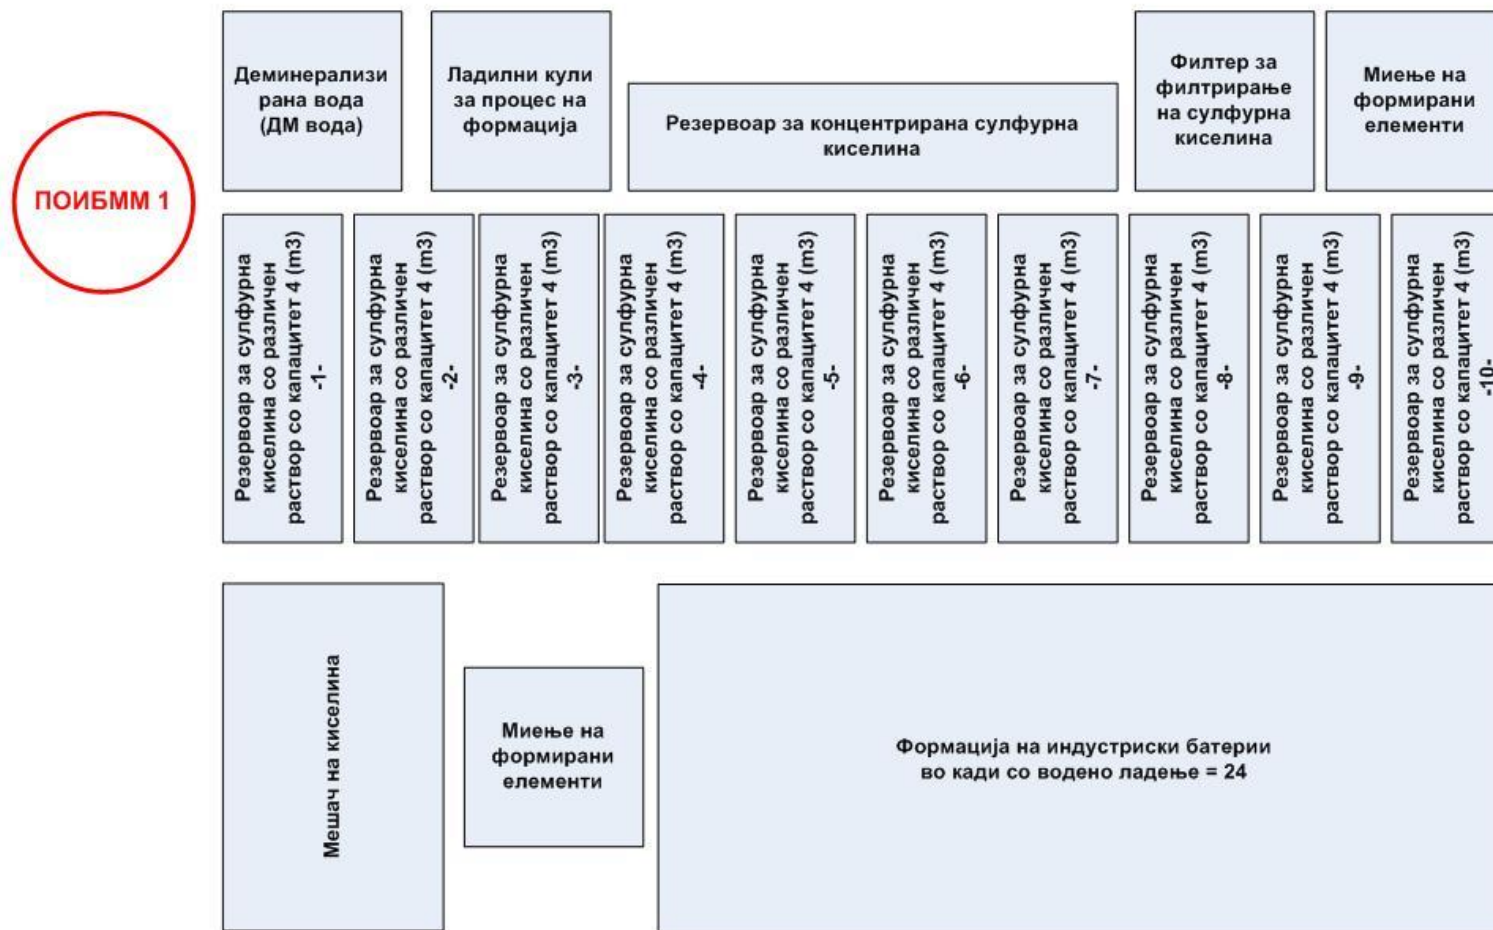 ПОИБММ 1
Деминерализи
рана вода
(ДМ вода)
Ладилни кули
за процес на
формација
Резервоар за концентрирана сулфурна
киселина
Филтер за
филтрирање
на сулфурна
киселина
Миење на
формирани
елементи
Резервоар за сулфурна
киселина со различен
раствор со капацитет 4 (m3)
-1-
Резервоар за сулфурна
киселина со различен
раствор со капацитет 4 (m3)
-2-
Резервоар за сулфурна
киселина со различен
раствор со капацитет 4 (m3)
-3-
Резервоар за сулфурна
киселина со различен
раствор со капацитет 4 (m3)
-4-
Резервоар за сулфурна
киселина со различен
раствор со капацитет 4 (m3)
-5-
Резервоар за сулфурна
киселина со различен
раствор со капацитет 4 (m3)
-6-
Резервоар за сулфурна
киселина со различен
раствор со капацитет 4 (m3)
-7-
Резервоар за сулфурна
киселина со различен
раствор со капацитет 4 (m3)
-8-
Резервоар за сулфурна
киселина со различен
раствор со капацитет 4 (m3)
-9-
Резервоар за сулфурна
киселина со различен
раствор со капацитет 4 (m3)
-10-
Мешач на киселина
Миење на
формирани
елементи
Формација на индустриски батерии
во кади со водено ладење = 24